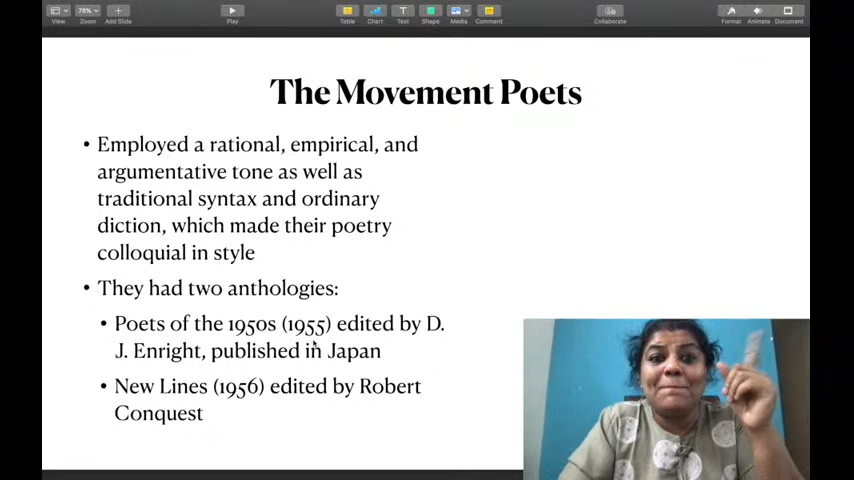 View
75%
Zoom
Add Slide
Play
Table
Chart
Text
Shape
Media
Comment
Collaborate
Format
Animate
Document
The Movement Poets
• Employed a rational, empirical, and
argumentative tone as well as
traditional syntax and ordinary
diction, which made their poetry
colloquial in style
• They had two anthologies:
• Poets of the 1950s (1955) edited by D.
J. Enright, published in Japan
• New Lines (1956) edited by Robert
Conquest